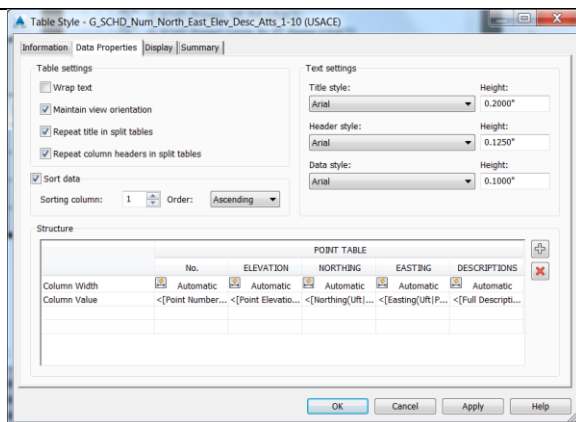 Table Style - G_SCHD_Num_North_East_Elev_Desc_Atts_1-10 (USACE)
Information Data Properties Display Summary
Table settings
Wrap text
Maintain view orientation
Repeat title in split tables
Repeat column headers in split tables
Sort data
Sorting column: 1 Order: Ascending
Text settings
Title style: Height:
Arial 0.2000"
Header style: Height:
Arial 0.1250"
Data style: Height:
Arial 0.1000"
Structure
POINT TABLE
No. ELEVATION NORTHING EASTING DESCRIPTIONS
Column Width Automatic Automatic Automatic Automatic Automatic
Column Value <[Point Number... <[Point Elevatio... <[Northing(Uft|... <[Easting(Uft|P... <[Full Descripti...
OK Cancel Apply Help